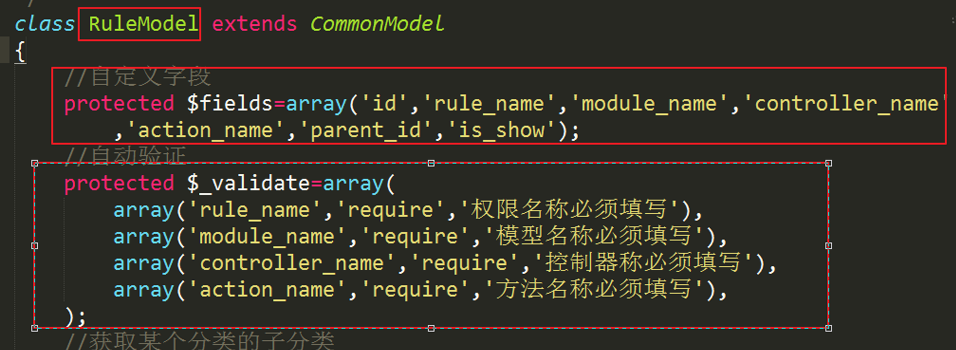 class RuleModel extends CommonModel
{
//自定义字段
protected $fields=array('id','rule_name','module_name','controller_name'
,'action_name','parent_id','is_show');
//自动验证
protected $_validate=array(
array('rule_name','require','权限名称必须填写'),
array('module_name','require','模型名称必须填写'),
array('controller_name','require','控制器称必须填写'),
array('action_name','require','方法名称必须填写'),
);
//获取某个分类的子分类